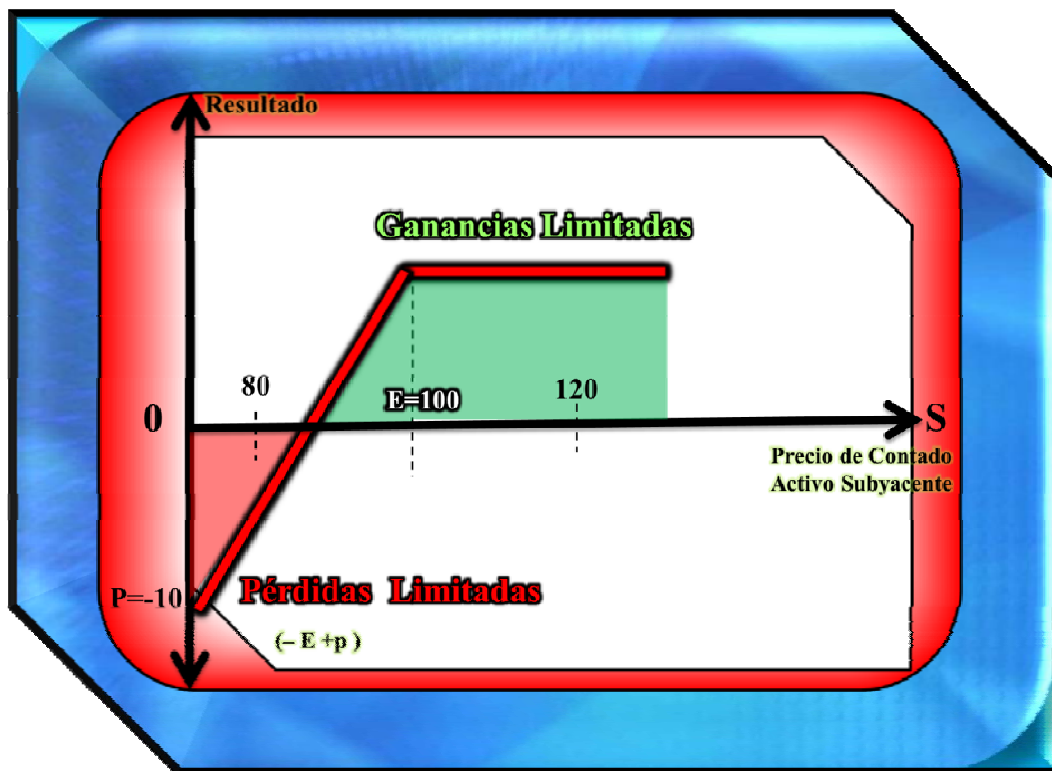 Resultado
Ganancias Limitadas
80
E=100
120
0
S
Precio de Contado
Activo Subyacente
P=-10
Pérdidas Limitadas
(– E +p )